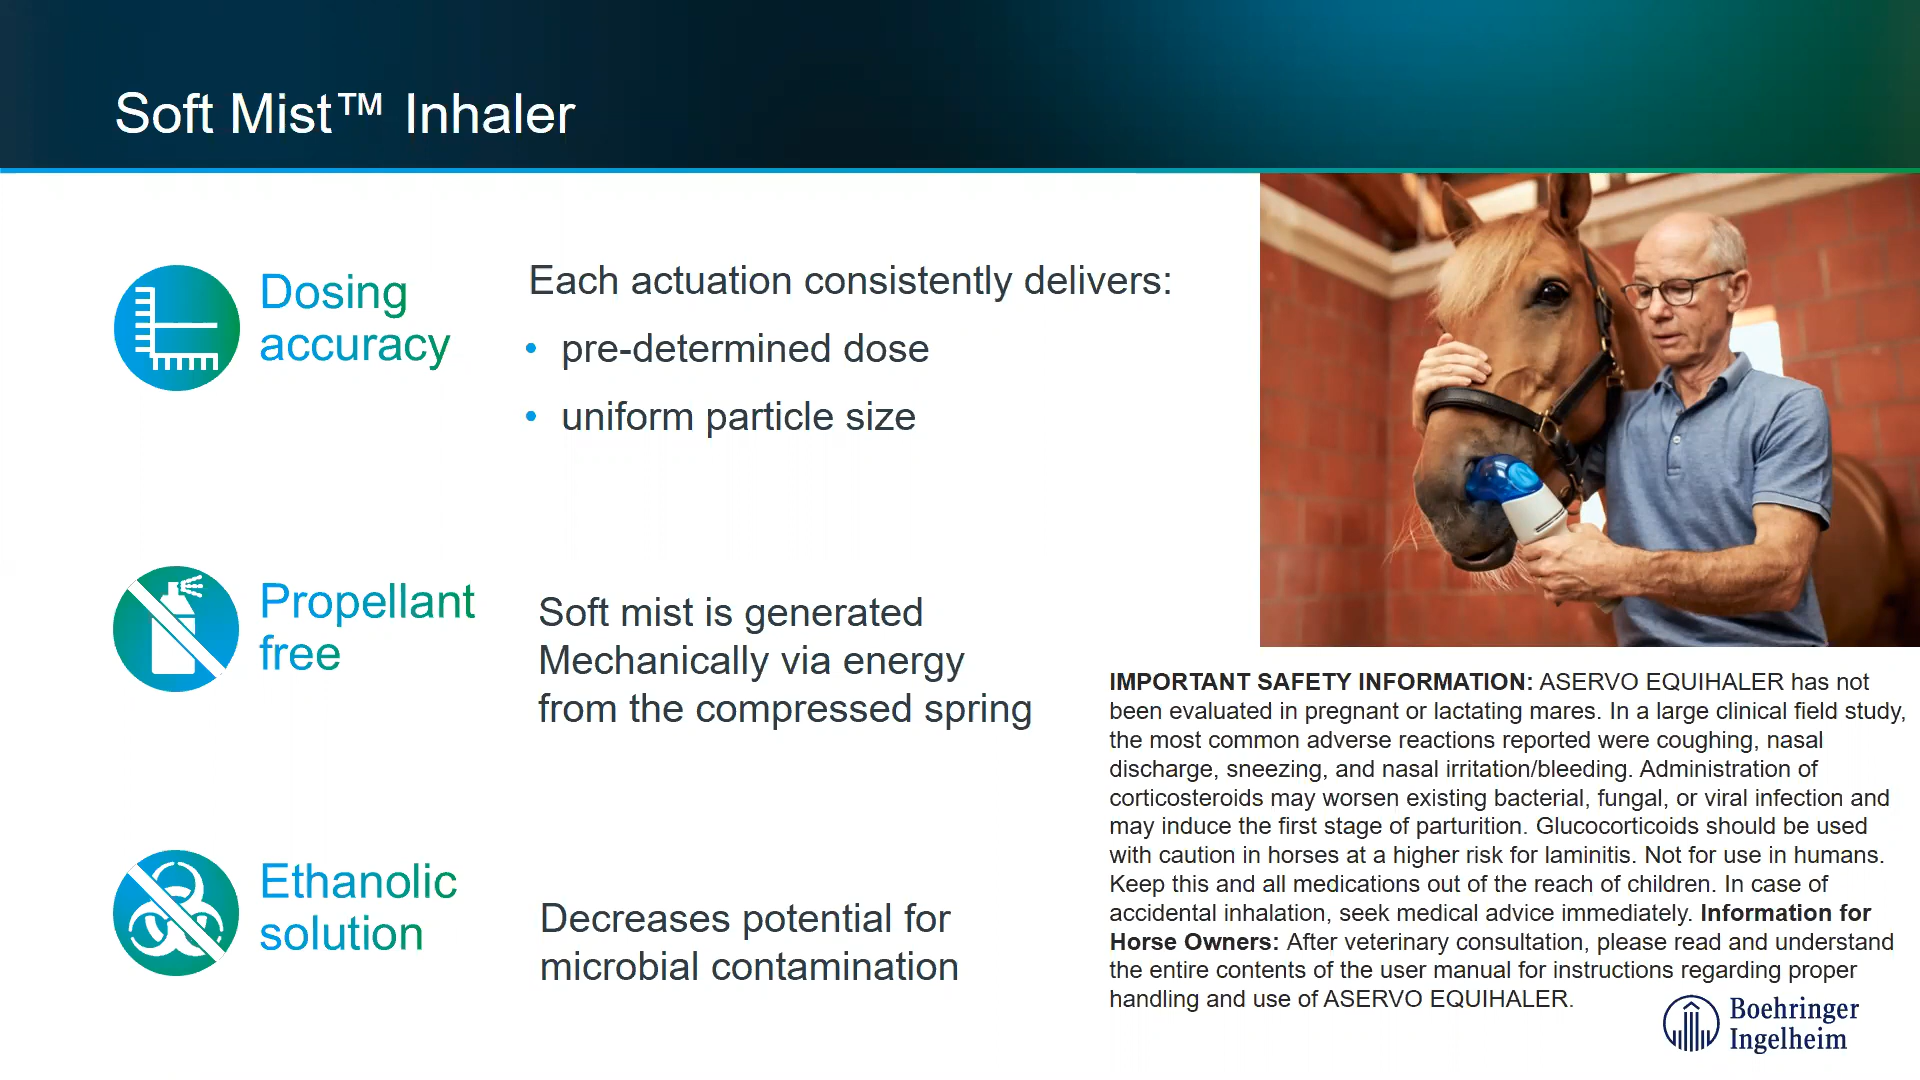 Soft Mist™ Inhaler
Dosing
accuracy
Each actuation consistently delivers:
• pre-determined dose
• uniform particle size
Propellant
free
Soft mist is generated
Mechanically via energy
from the compressed spring
Ethanolic
solution
Decreases potential for
microbial contamination
IMPORTANT SAFETY INFORMATION: ASERVO EQUIHALER has not
been evaluated in pregnant or lactating mares. In a large clinical field study,
the most common adverse reactions reported were coughing, nasal
discharge, sneezing, and nasal irritation/bleeding. Administration of
corticosteroids may worsen existing bacterial, fungal, or viral infection and
may induce the first stage of parturition. Glucocorticoids should be used
with caution in horses at a higher risk for laminitis. Not for use in humans.
Keep this and all medications out of the reach of children. In case of
accidental inhalation, seek medical advice immediately. Information for
Horse Owners: After veterinary consultation, please read and understand
the entire contents of the user manual for instructions regarding proper
handling and use of ASERVO EQUIHALER.
Boehringer
Ingelheim